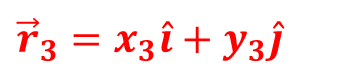 r⃗₃ = x₃î + y₃ĵ